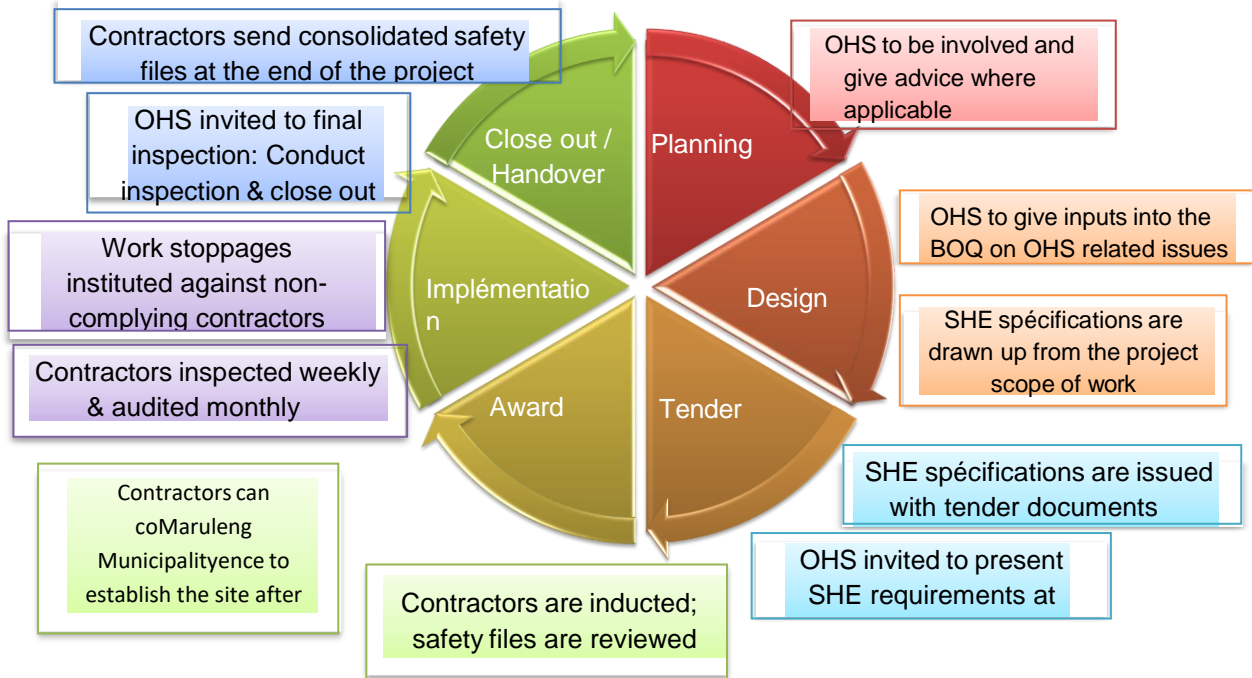 Contractors send consolidated safety
files at the end of the project
OHS to be involved and
give advice where
applicable
OHS invited to final
inspection: Conduct
inspection & close out
Close out /
Handover
Planning
Work stoppages
instituted against non-
complying contractors
Implémentatio
n
Design
OHS to give inputs into the
BOQ on OHS related issues
SHE spécifications are
drawn up from the project
scope of work
Contractors inspected weekly
& audited monthly
Award
Tender
SHE spécifications are issued
with tender documents
Contractors can
coMaruleng
Municipalityence to
establish the site after
OHS invited to present
SHE requirements at
Contractors are inducted;
safety files are reviewed